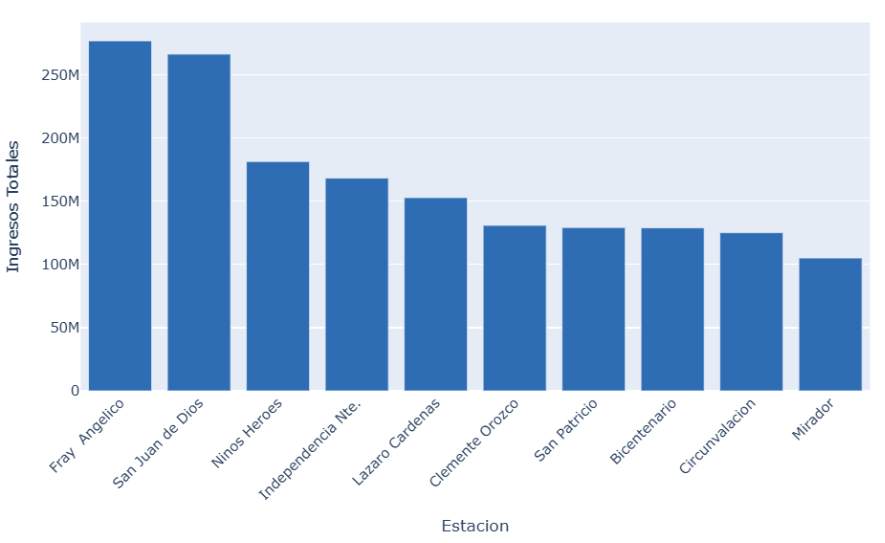 Ingresos Totales
250M
200M
150M
100M
50M
0
Fray  Angelico
San Juan de Dios
Ninos Heroes
Independencia Nte.
Lazaro Cardenas
Clemente Orozco
San Patricio
Bicentenario
Circunvalacion
Mirador
Estacion